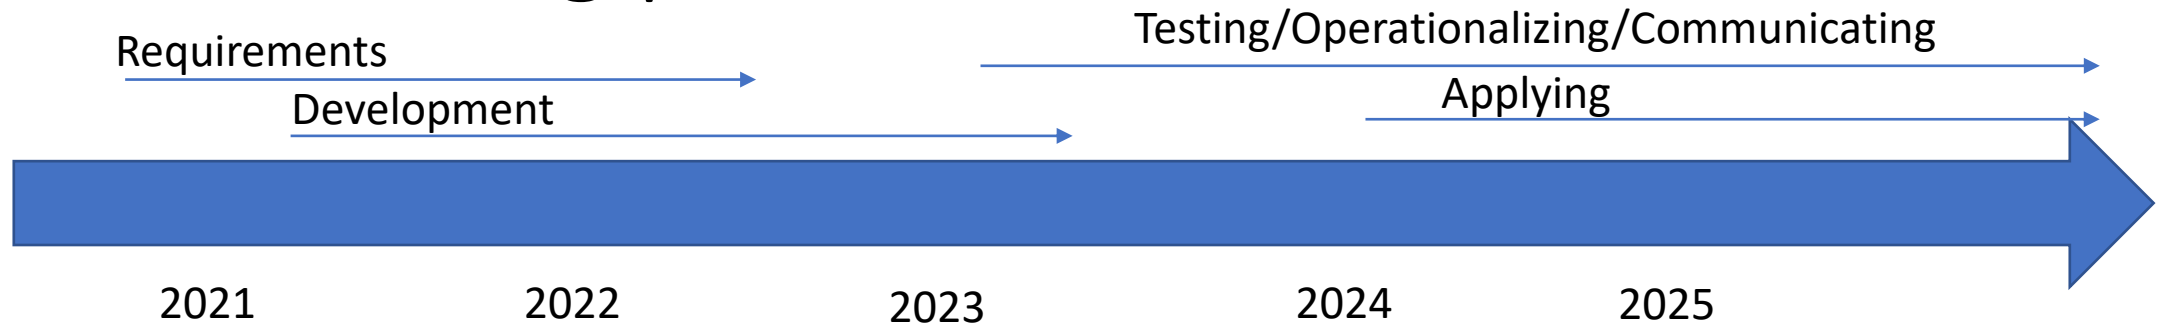 Requirements
Testing/Operationalizing/Communicating
Development
Applying
2021 2022 2023 2024 2025